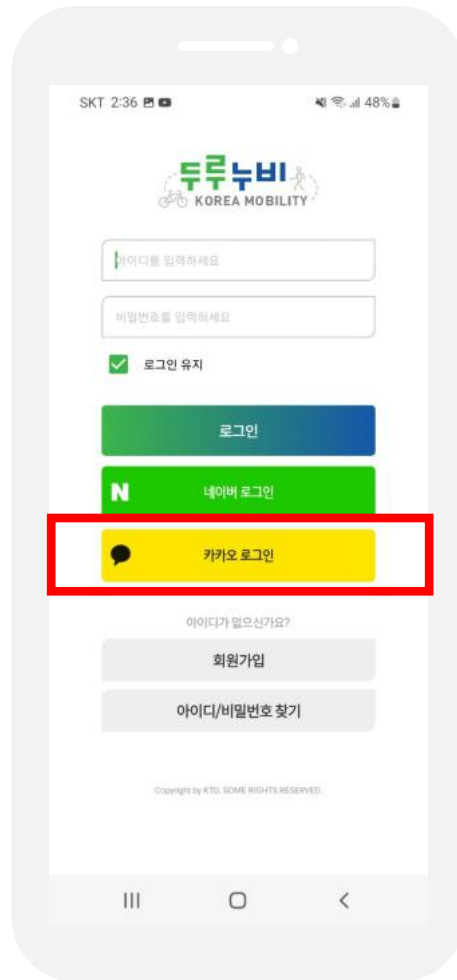 SKT 2:36
48%
두루누비
KOREA MOBILITY
아이디를 입력하세요
비밀번호를 입력하세요
로그인 유지
로그인
N 네이버 로그인
카카오 로그인
아이디가 없으신가요?
회원가입
아이디/비밀번호 찾기
Copyright by KTO. SOME RIGHTS RESERVED.